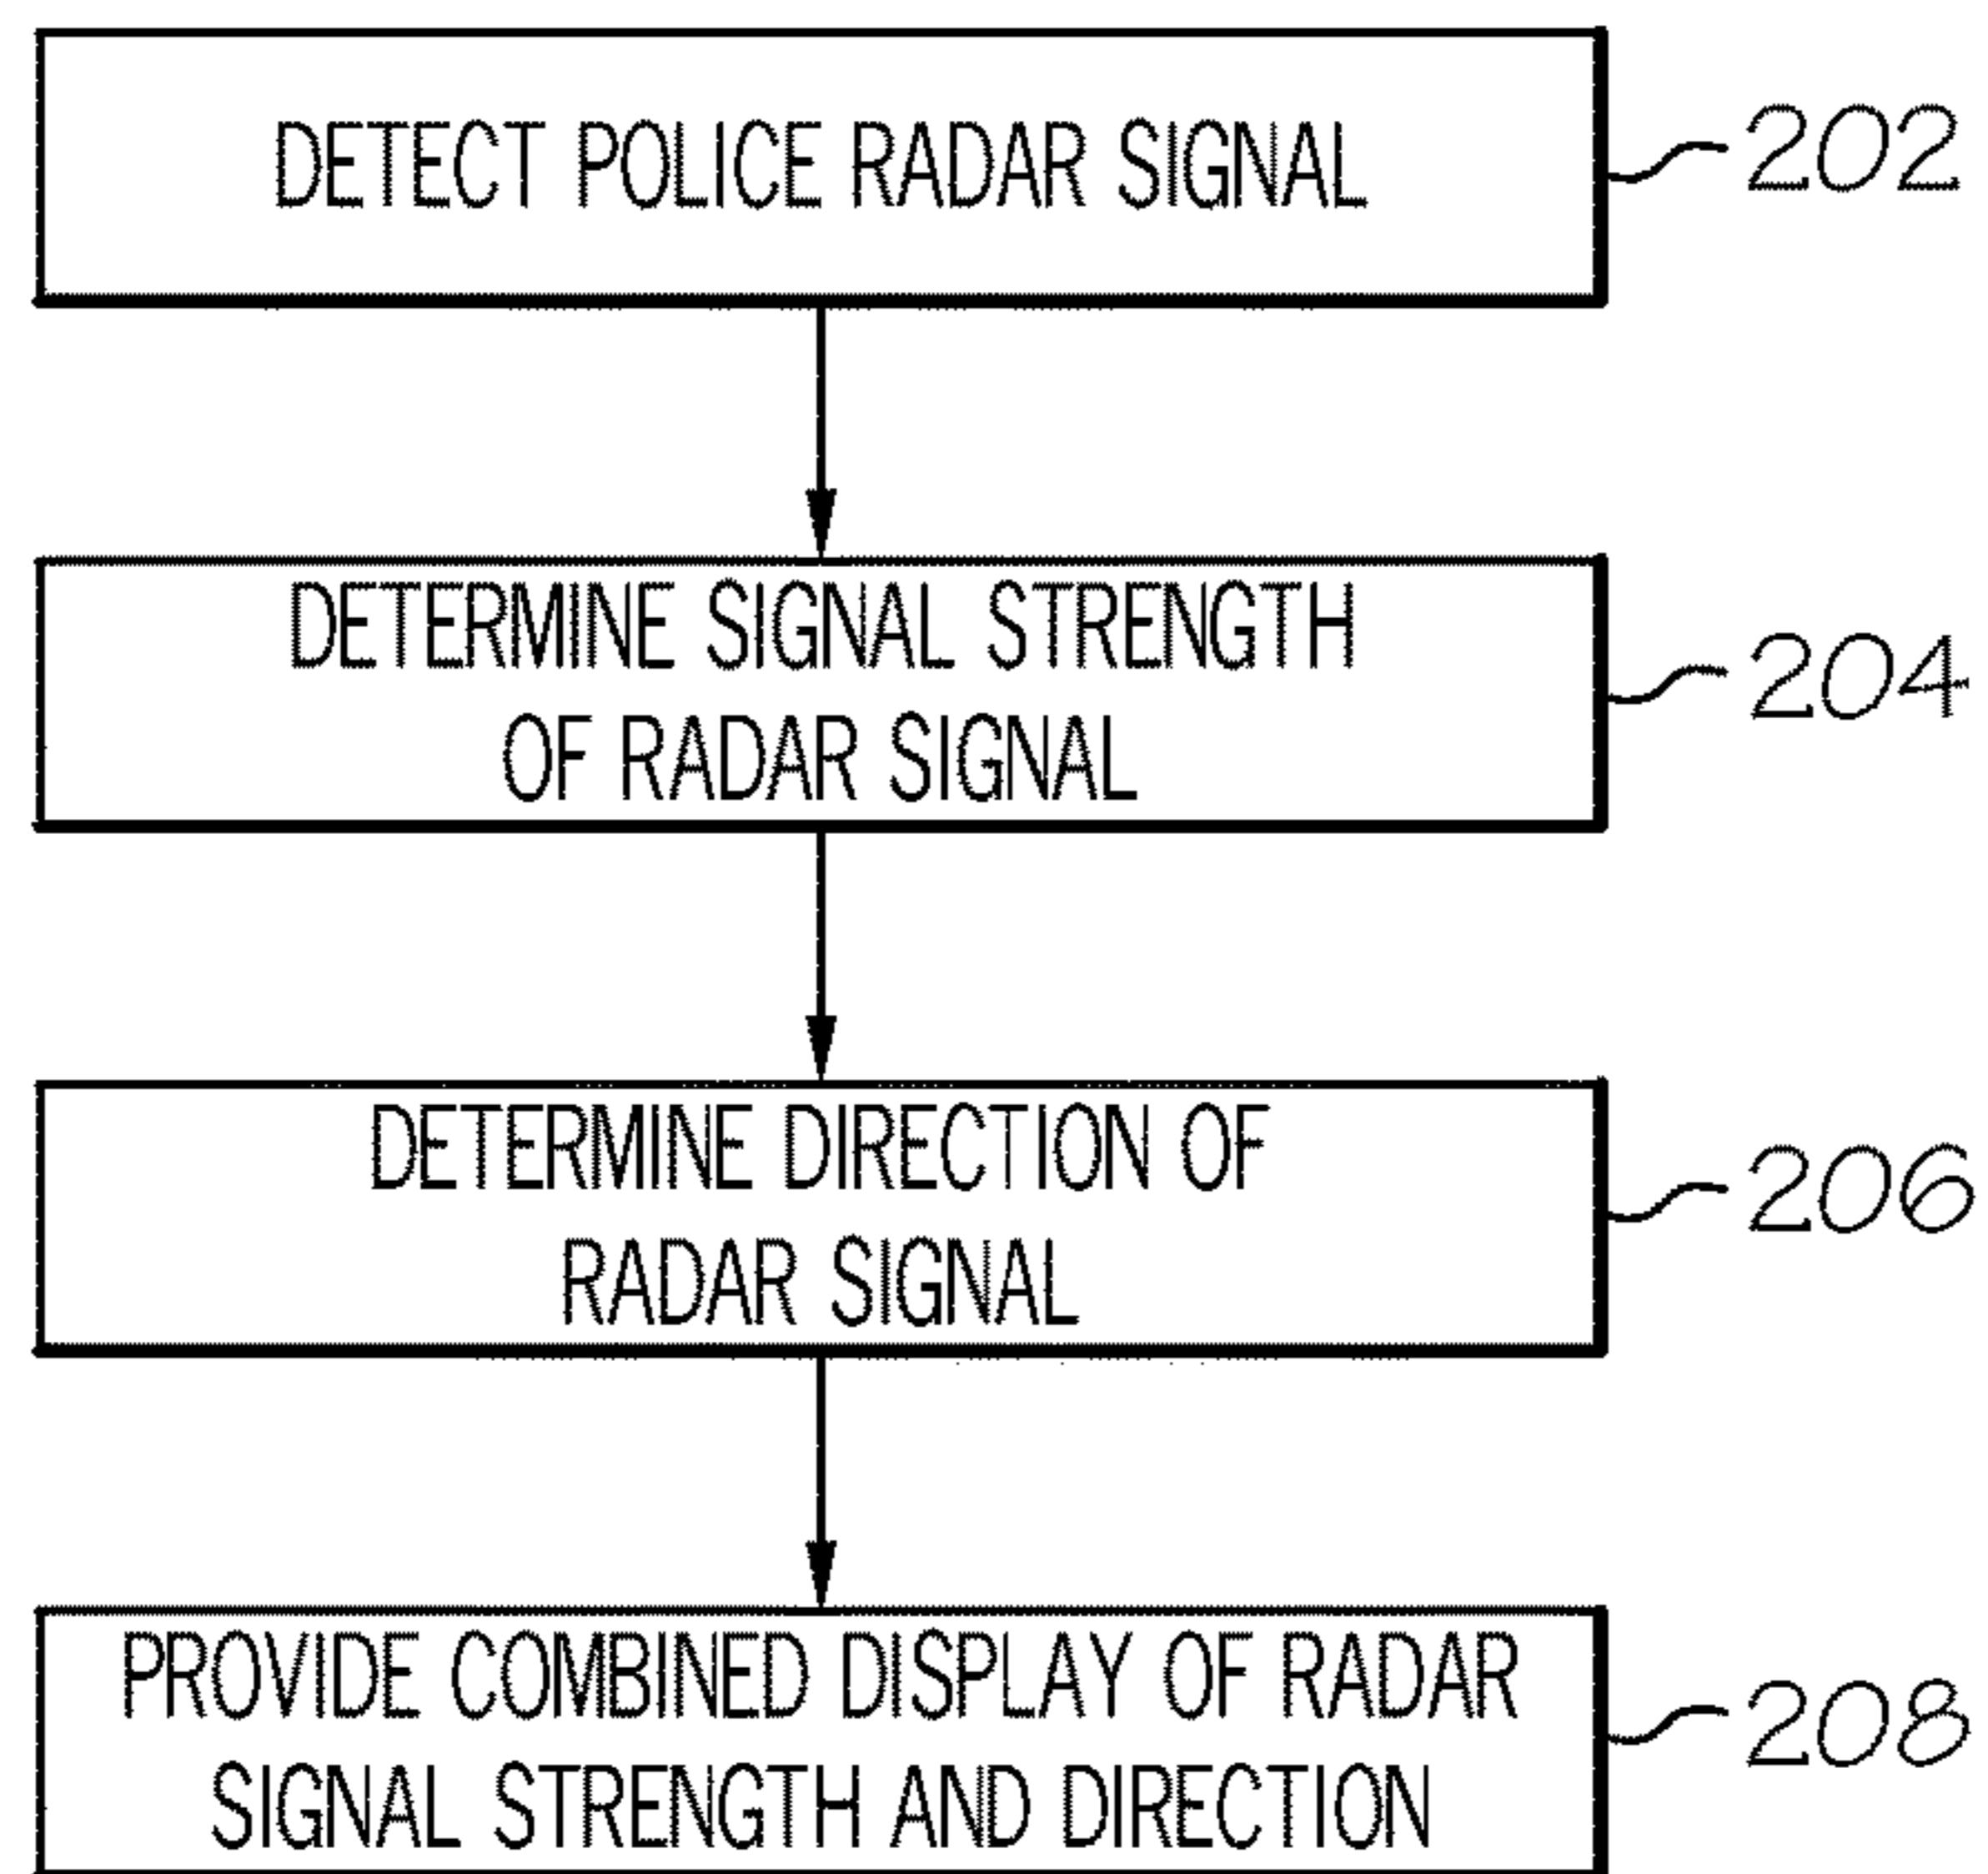 DETECT POLICE RADAR SIGNAL
202
DETERMINE SIGNAL STRENGTH
OF RADAR SIGNAL
204
DETERMINE DIRECTION OF
RADAR SIGNAL
206
PROVIDE COMBINED DISPLAY OF RADAR
SIGNAL STRENGTH AND DIRECTION
208